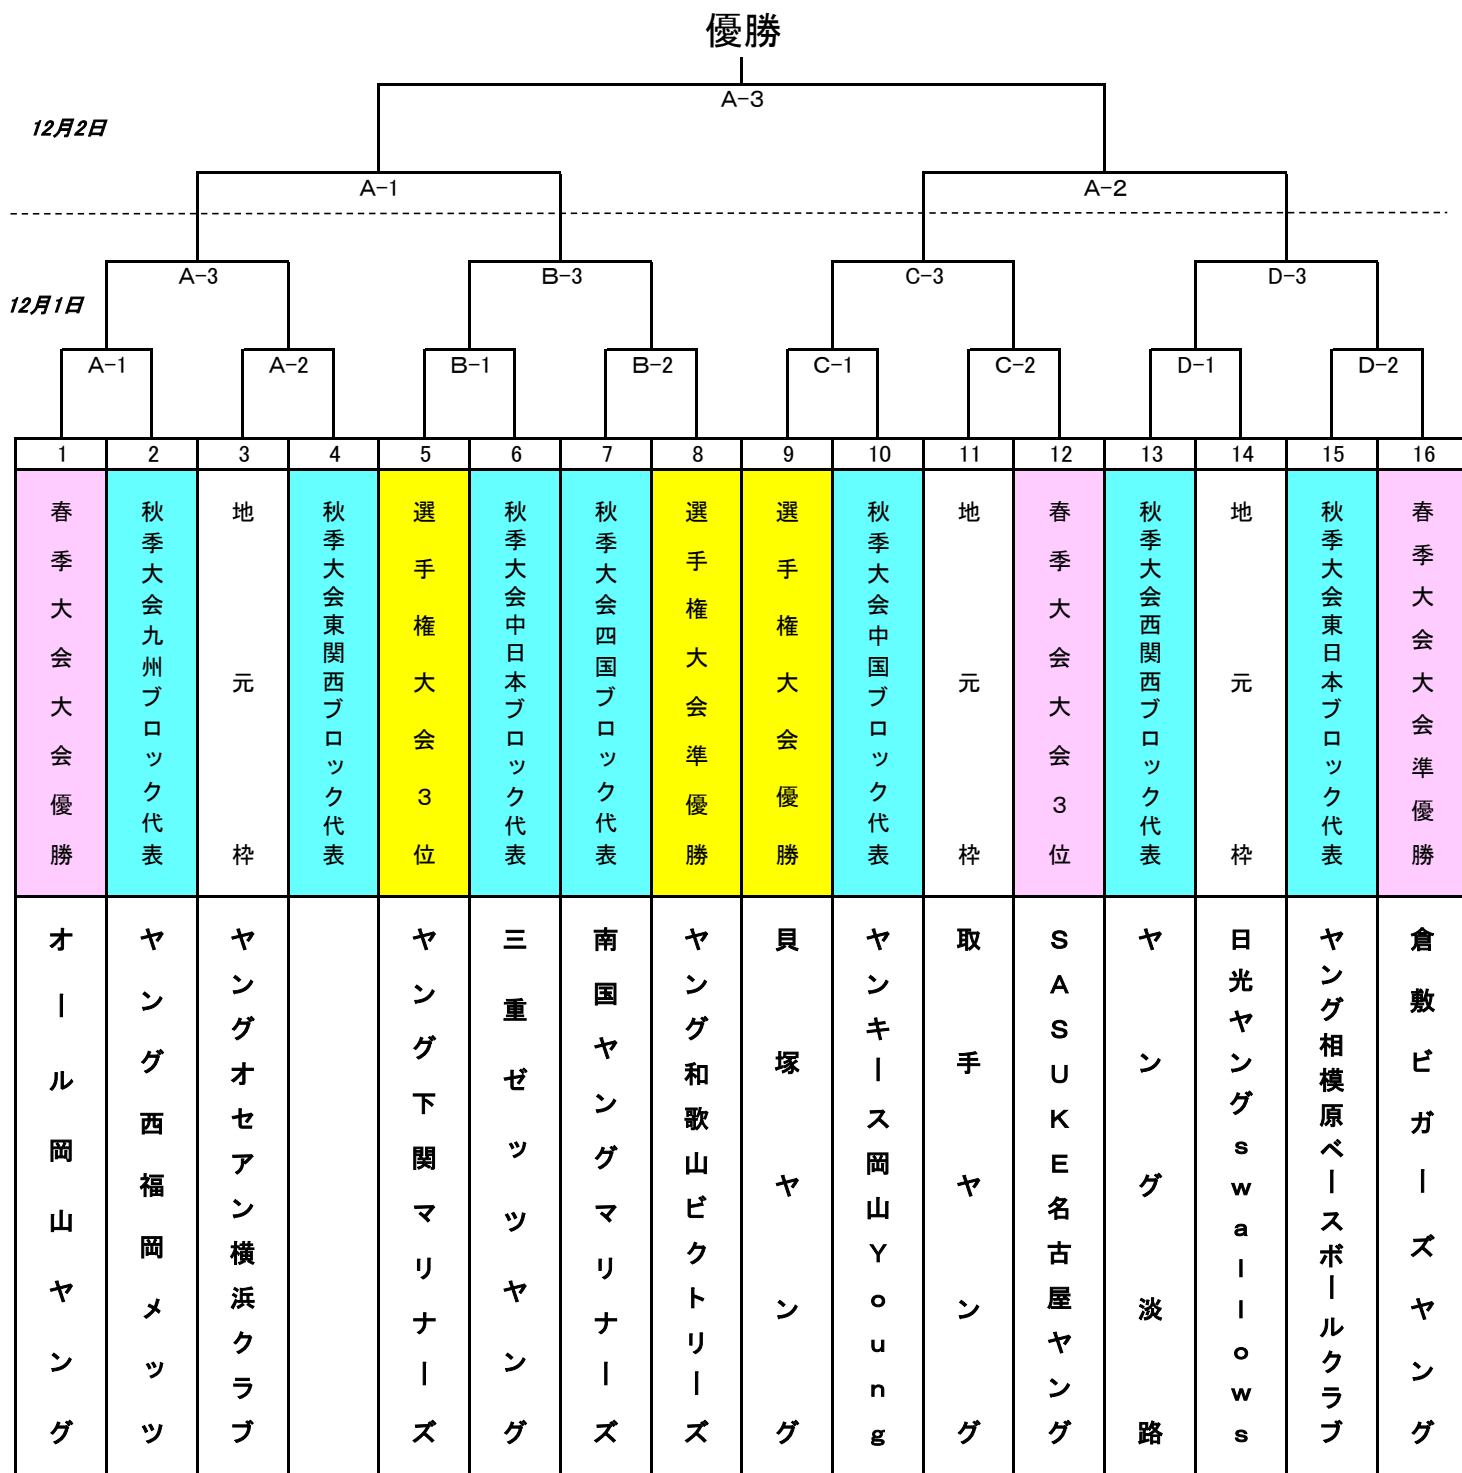 優勝
A-3
12月2日
A-1
A-2
A-3
B-3
C-3
D-3
12月1日
A-1
A-2
B-1
B-2
C-1
C-2
D-1
D-2
1
2
3
4
5
6
7
8
9
10
11
12
13
14
15
16
春季大会大会優勝
秋季大会九州ブロック代表
地元枠
秋季大会東関西ブロック代表
選手権大会3位
秋季大会中日本ブロック代表
秋季大会四国ブロック代表
選手権大会準優勝
選手権大会優勝
秋季大会中国ブロック代表
地元枠
春季大会大会3位
秋季大会西関西ブロック代表
地元枠
秋季大会東日本ブロック代表
春季大会大会準優勝
オール岡山ヤング
ヤング西福岡メッツ
ヤングオセアン横浜クラブ
ヤング下関マリナーズ
三重ゼッツヤング
南国ヤングマリナーズ
ヤング和歌山ビクトリーズ
貝塚ヤング
ヤンキース岡山Young
取手ヤング
SASUKE名古屋ヤング
ヤング淡路
日光ヤングswallows
ヤング相模原ベースボールクラブ
倉敷ビガーズヤング